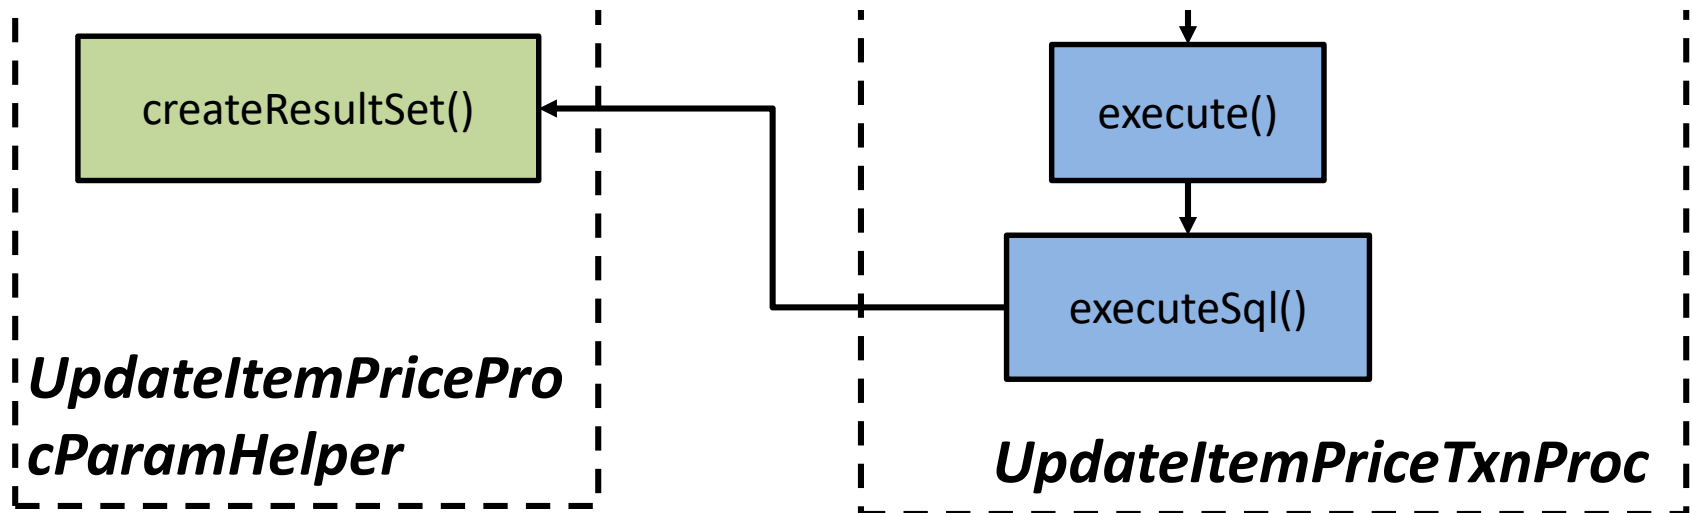 createResultSet()
execute()
executeSql()
UpdateItemPricePro
cParamHelper
UpdateItemPriceTxnProc